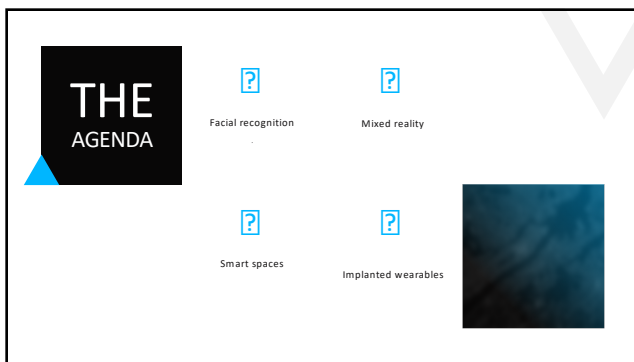 THE
AGENDA
Facial recognition
.
Mixed reality
Smart spaces
Implanted wearables